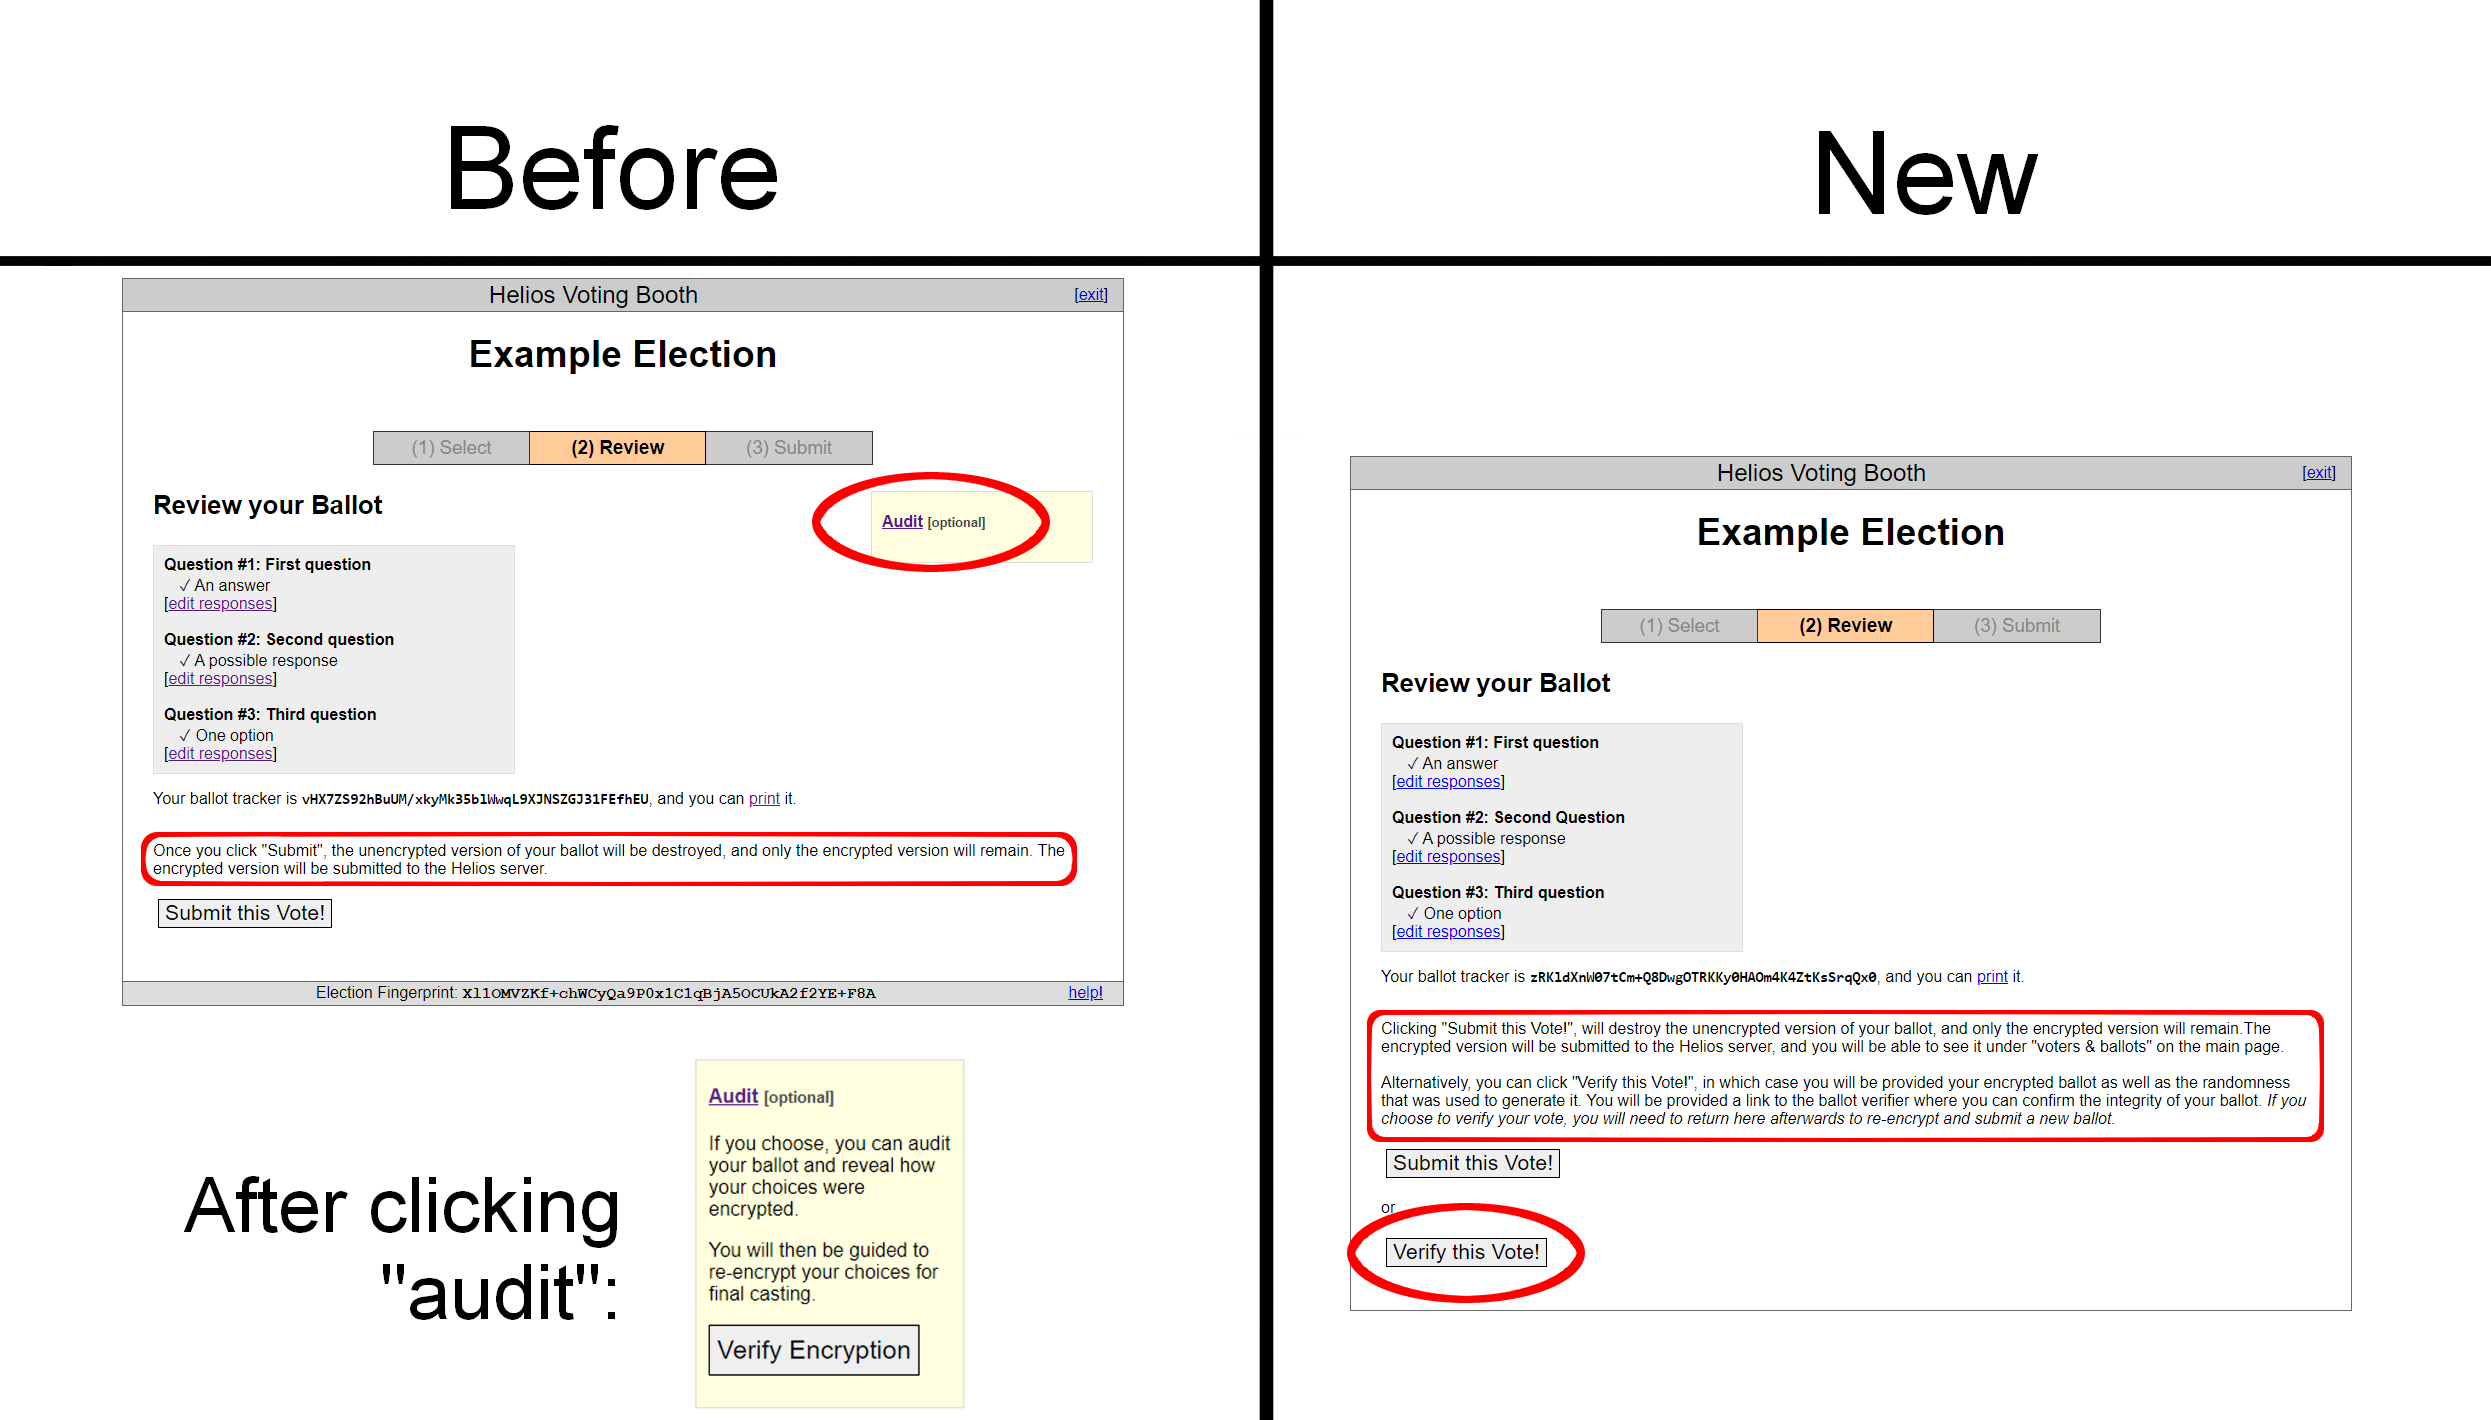 Before
New
Helios Voting Booth
[exit]
Example Election
(1) Select
(2) Review
(3) Submit
Review your Ballot
Audit [optional]
Question #1: First question
✓ An answer
[edit responses]
Question #2: Second question
✓ A possible response
[edit responses]
Question #3: Third question
✓ One option
[edit responses]
Your ballot tracker is vHX7ZS92hBuUM/xkyMk35blWwqL9XJNSZGJ31FEfhEU, and you can print it.
Once you click "Submit", the unencrypted version of your ballot will be destroyed, and only the encrypted version will remain. The
encrypted version will be submitted to the Helios server.
Submit this Vote!
Election Fingerprint: Xl1OMVZKf+chWCyQa9P0x1C1qBjA5OCUkA2f2YE+F8A
help!
After clicking
"audit":
Audit [optional]
If you choose, you can audit
your ballot and reveal how
your choices were
encrypted.
You will then be guided to
re-encrypt your choices for
final casting.
Verify Encryption
Helios Voting Booth
[exit]
Example Election
(1) Select
(2) Review
(3) Submit
Review your Ballot
Question #1: First question
✓ An answer
[edit responses]
Question #2: Second Question
✓ A possible response
[edit responses]
Question #3: Third question
✓ One option
[edit responses]
Your ballot tracker is zRKldXnW07tCm+Q8DwgOTRKKy0HAOm4K4ZtKsSrqQx0, and you can print it.
Clicking "Submit this Vote!", will destroy the unencrypted version of your ballot, and only the encrypted version will remain.The
encrypted version will be submitted to the Helios server, and you will be able to see it under "voters & ballots" on the main page.
Alternatively, you can click "Verify this Vote!", in which case you will be provided your encrypted ballot as well as the randomness
that was used to generate it. You will be provided a link to the ballot verifier where you can confirm the integrity of your ballot. If you
choose to verify your vote, you will need to return here afterwards to re-encrypt and submit a new ballot.
Submit this Vote!
or
Verify this Vote!